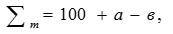 ∑ т = 100 + а − в,